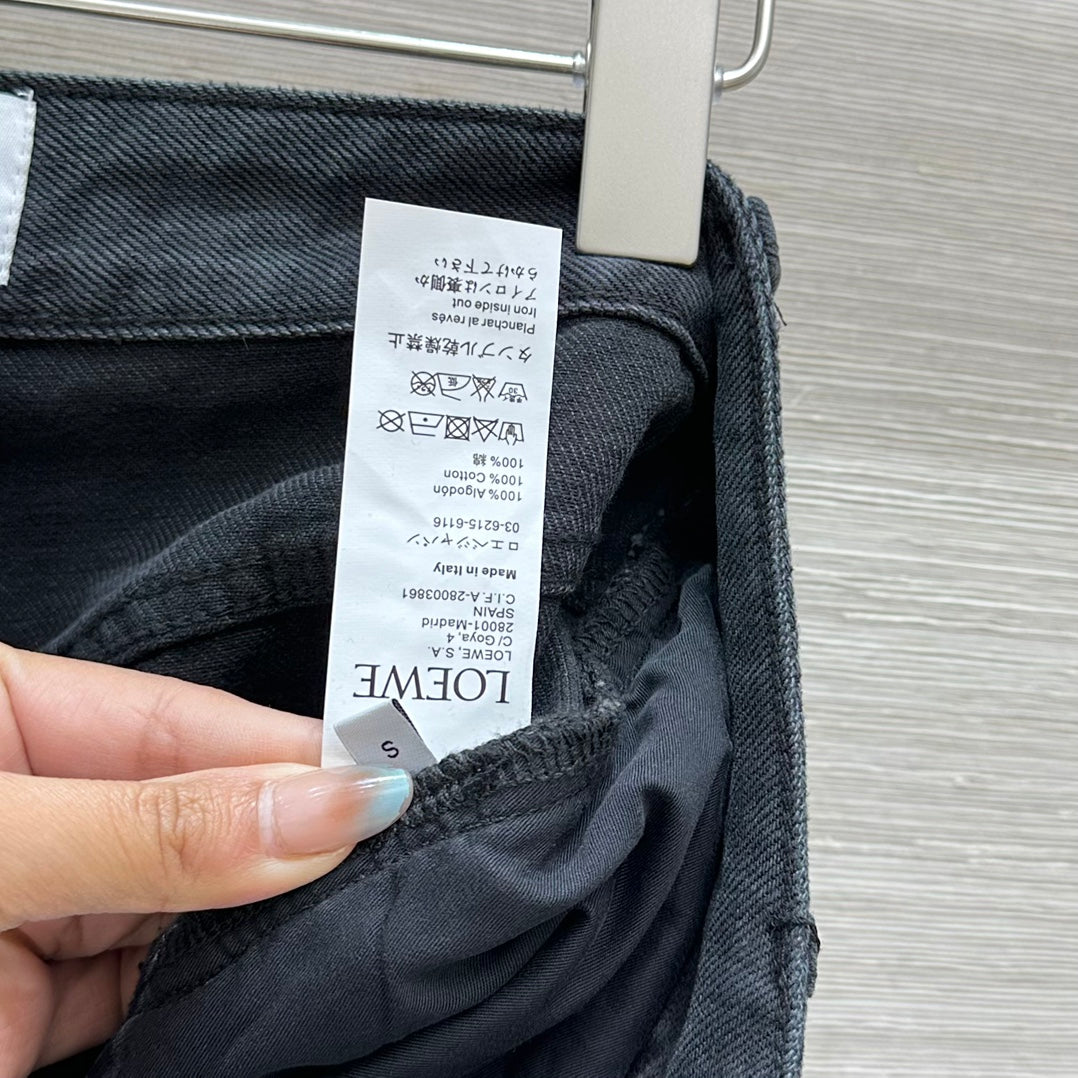 LOEWE
LOEWE, S.A.
C/ Goya, 4
28001-Madrid
SPAIN
C.I.F. A-28003861
Made in Italy
ロエベジャパン
03-6215-6116
100% Algodón
100% Cotton
100% 綿
30
低
タンブル乾燥禁止
Planchar al revés
Iron inside out
アイロンは裏側か
らかけて下さい
S